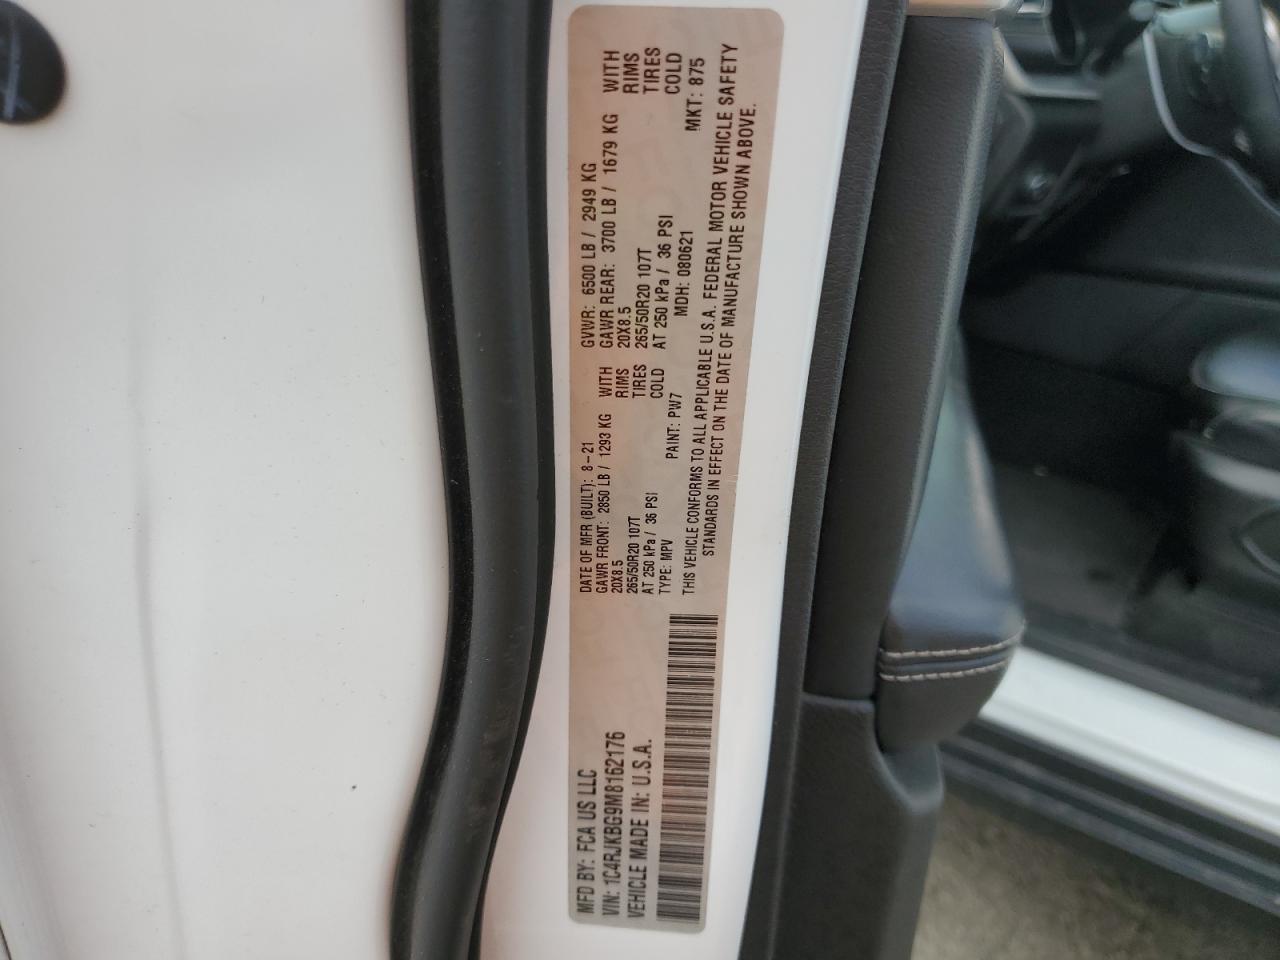 MFD BY: FCA US LLC
VIN: 1C4RJKBG9M8162176
VEHICLE MADE IN: U.S.A.
DATE OF MFR (BUILT): 8-21 GVWR: 6500 LB / 2949 KG
GAWR FRONT: 2850 LB / 1293 KG WITH GAWR REAR: 3700 LB / 1679 KG WITH
20X8.5 RIMS 20X8.5 RIMS
265/50R20 107T TIRES 265/50R20 107T TIRES
AT 250 kPa / 36 PSI COLD AT 250 kPa / 36 PSI COLD
TYPE: MPV PAINT: PW7 MDH: 080621 MKT: 875
THIS VEHICLE CONFORMS TO ALL APPLICABLE U.S.A. FEDERAL MOTOR VEHICLE SAFETY
STANDARDS IN EFFECT ON THE DATE OF MANUFACTURE SHOWN ABOVE.